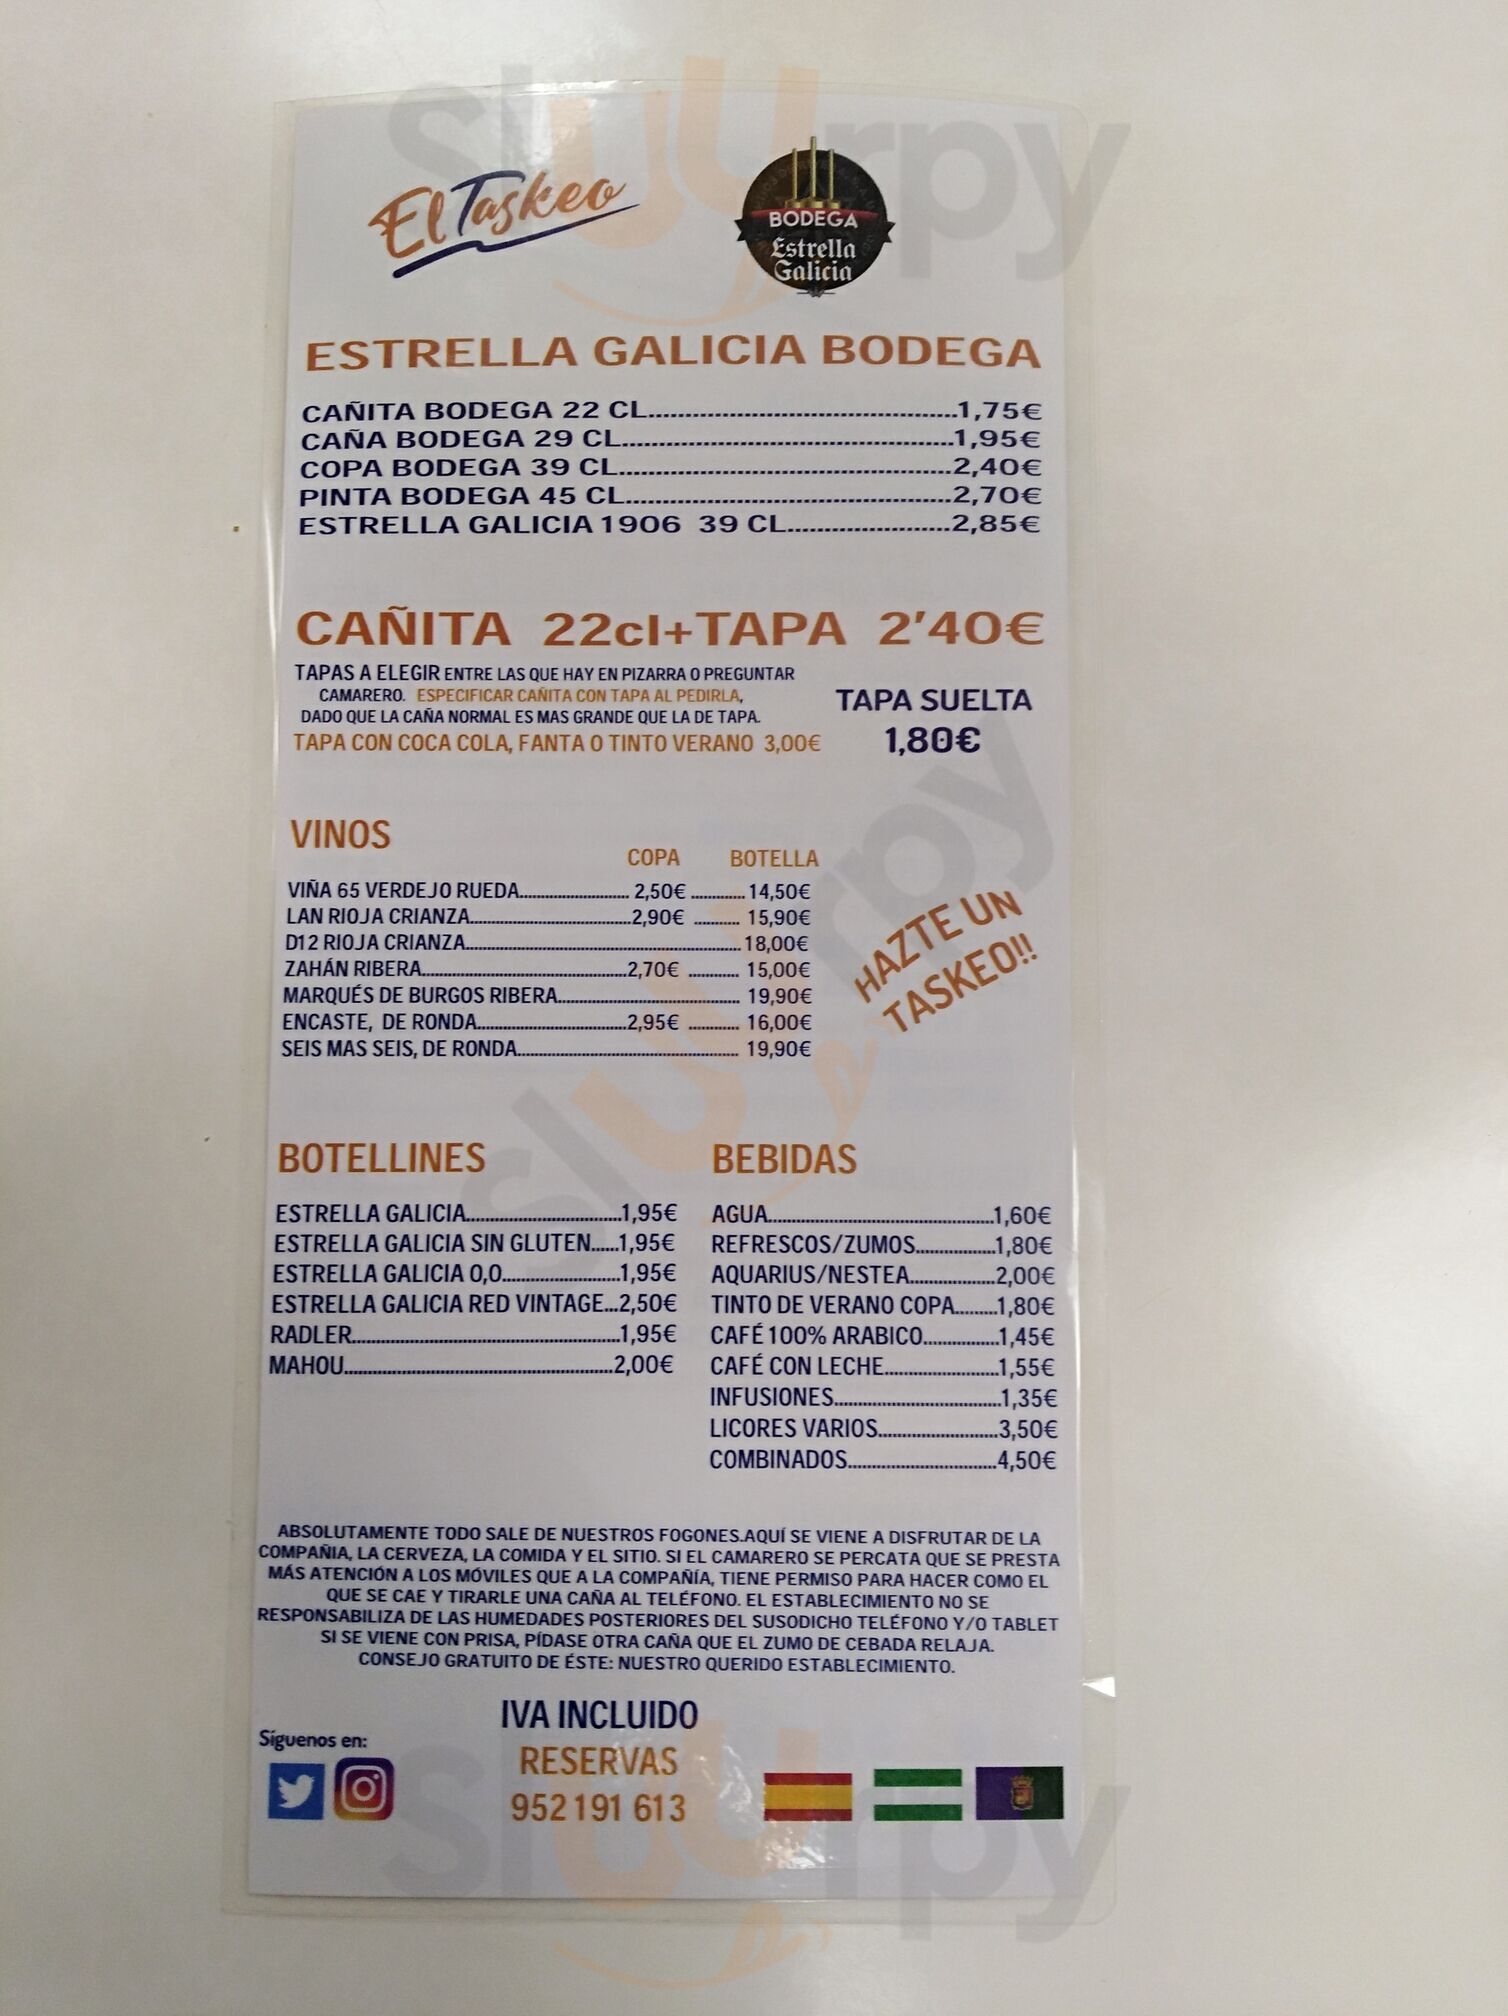 El Taskeo
BODEGA
Estrella
Galicia
ESTRELLA GALICIA BODEGA
CAÑITA BODEGA 22 CL...........1,75€
CAÑA BODEGA 29 CL...........1,95€
COPA BODEGA 39 CL...........2,40€
PINTA BODEGA 45 CL...........2,70€
ESTRELLA GALICIA 1906 39 CL...........2,85€
CAÑITA 22cl+TAPA 2'40€
TAPAS A ELEGIR ENTRE LAS QUE HAY EN PIZARRA O PREGUNTAR
CAMARERO. ESPECIFICAR CAÑITA CON TAPA AL PEDIRLA,
DADO QUE LA CAÑA NORMAL ES MAS GRANDE QUE LA DE TAPA.
TAPA CON COCA COLA, FANTA O TINTO VERANO 3,00€
TAPA SUELTA
1,80€
VINOS
COPA BOTELLA
VIÑA 65 VERDEJO RUEDA........... 2,50€ ........... 14,50€
LAN RIOJA CRIANZA...........2,90€ ........... 15,90€
D12 RIOJA CRIANZA...........18,00€
ZAHÁN RIBERA...........2,70€ ........... 15,00€
MARQUÉS DE BURGOS RIBERA........... 19,90€
ENCASTE, DE RONDA...........2,95€ ........... 16,00€
SEIS MAS SEIS, DE RONDA........... 19,90€
HAZTE UN
TASKEO!!
BOTELLINES
ESTRELLA GALICIA...........1,95€
ESTRELLA GALICIA SIN GLUTEN......1,95€
ESTRELLA GALICIA 0,0...........1,95€
ESTRELLA GALICIA RED VINTAGE...2,50€
RADLER...........1,95€
MAHOU...........2,00€
BEBIDAS
AGUA...........1,60€
REFRESCOS/ZUMOS...........1,80€
AQUARIUS/NESTEA...........2,00€
TINTO DE VERANO COPA.........1,80€
CAFÉ 100% ARABICO...........1,45€
CAFÉ CON LECHE...........1,55€
INFUSIONES...........1,35€
LICORES VARIOS...........3,50€
COMBINADOS...........4,50€
ABSOLUTAMENTE TODO SALE DE NUESTROS FOGONES.AQUÍ SE VIENE A DISFRUTAR DE LA
COMPAÑIA, LA CERVEZA, LA COMIDA Y EL SITIO. SI EL CAMARERO SE PERCATA QUE SE PRESTA
MÁS ATENCIÓN A LOS MÓVILES QUE A LA COMPAÑÍA, TIENE PERMISO PARA HACER COMO EL
QUE SE CAE Y TIRARLE UNA CAÑA AL TELÉFONO. EL ESTABLECIMIENTO NO SE
RESPONSABILIZA DE LAS HUMEDADES POSTERIORES DEL SUSODICHO TELÉFONO Y/O TABLET
SI SE VIENE CON PRISA, PÍDASE OTRA CAÑA QUE EL ZUMO DE CEBADA RELAJA.
CONSEJO GRATUITO DE ÉSTE: NUESTRO QUERIDO ESTABLECIMIENTO.
IVA INCLUIDO
Síguenos en:
RESERVAS
952 191 613
sluurpy
sluurpy
sluurpy